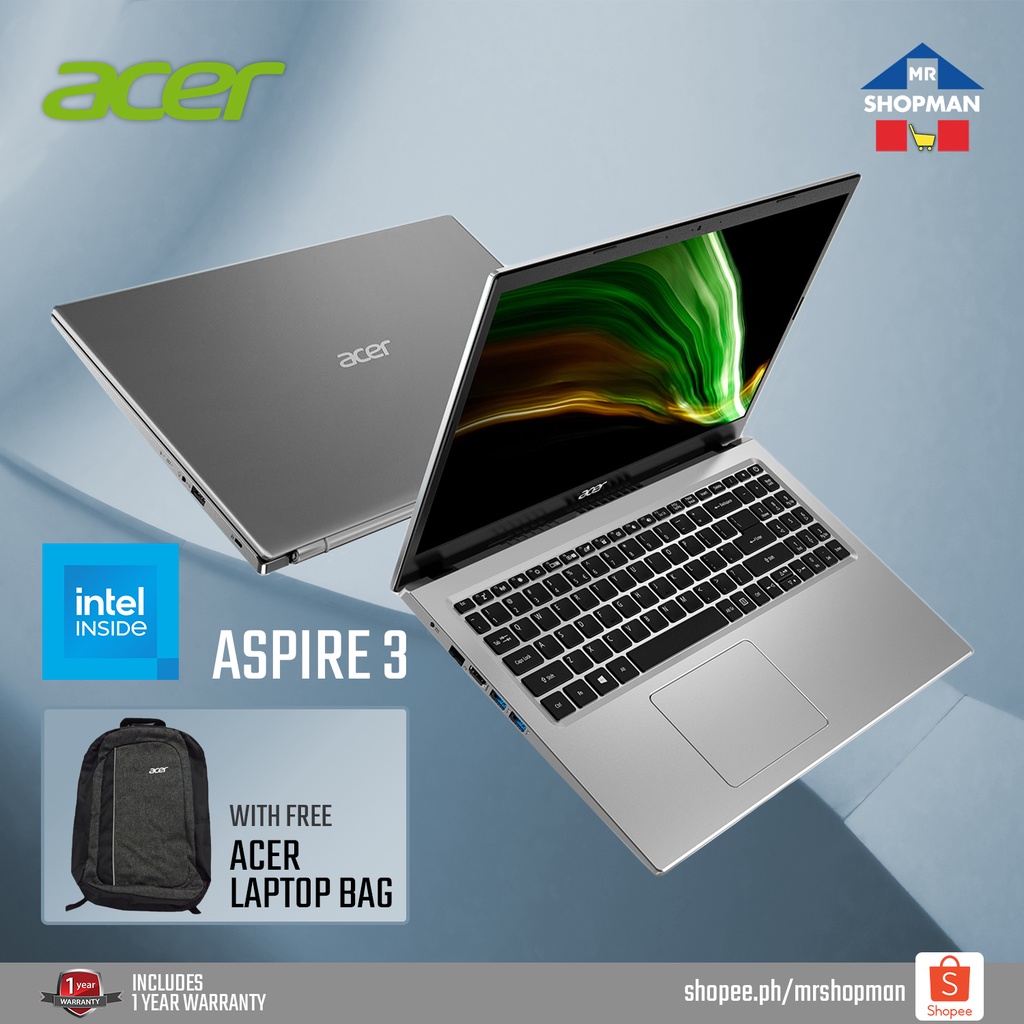 acer
MR
SHOPMAN
acer
acer
intel
INSIDE
ASPIRE 3
acer
WITH FREE
ACER
LAPTOP BAG
1 year
WARRANTY
INCLUDES
1 YEAR WARRANTY
shopee.ph/mrshopman
S
Shopee